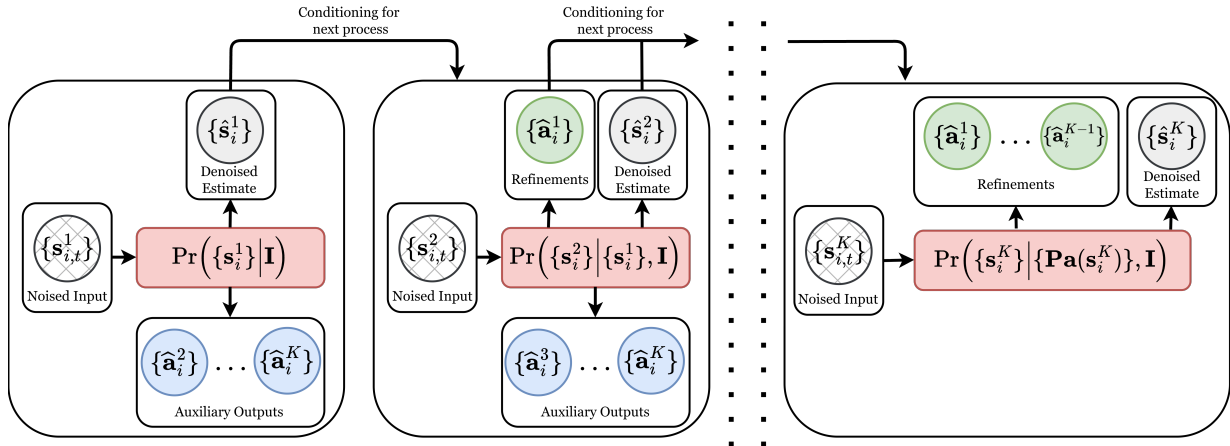 Conditioning for
next process
Conditioning for
next process
{ŝ_i^1}
Denoised
Estimate
{s_{i,t}^1}
Noised Input
Pr({s_i^1}|I)
{â_i^2} ... {â_i^K}
Auxiliary Outputs
{â_i^1}
Refinements
{ŝ_i^2}
Denoised
Estimate
{s_{i,t}^2}
Noised Input
Pr({s_i^2}|{s_i^1}, I)
{â_i^3} ... {â_i^K}
Auxiliary Outputs
{â_i^1} ... {â_i^{K-1}}
Refinements
{ŝ_i^K}
Denoised
Estimate
{s_{i,t}^K}
Noised Input
Pr({s_i^K}|{Pa(s_i^K)}, I)